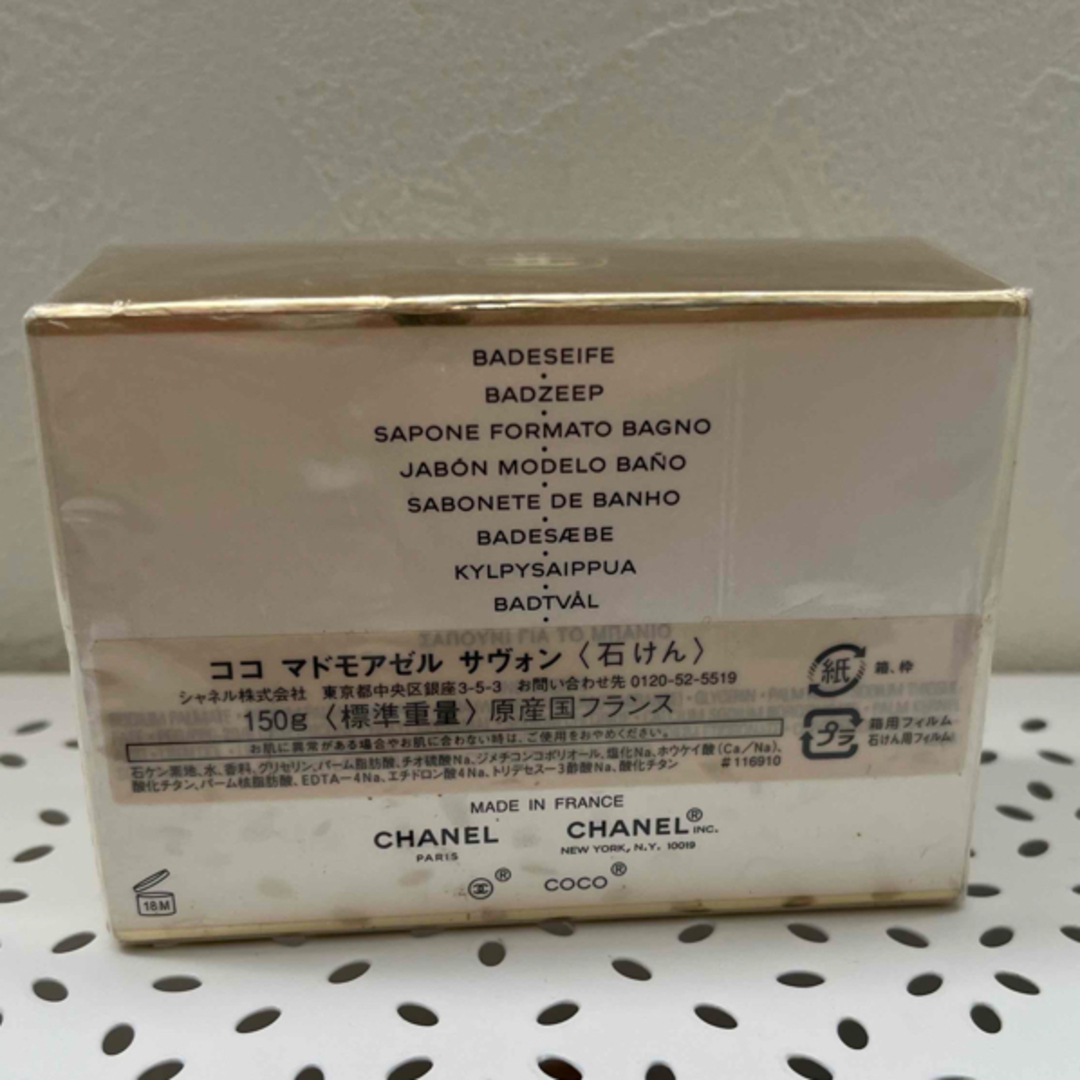 BADESEIFE
BADZEEP
SAPONE FORMATO BAGNO
JABÓN MODELO BAÑO
SABONETE DE BANHO
BADESÆBE
KYLPYSAIPPUA
BADTVÅL
ΣΑΠΟΥΝΙ ΓΙΑ ΤΟ ΜΠΑΝΙΟ
ココ マドモアゼル サヴォン〈石けん〉
シャネル株式会社 東京都中央区銀座3-5-3 お問い合わせ先 0120-52-5519
150g〈標準重量〉原産国フランス
お肌に異常がある場合やお肌に合わない時は、ご使用をおやめください。
石ケン素地、水、香料、グリセリン、パーム脂肪酸、チオ硫酸Na、ジメチコンコポリオール、塩化Na、ホウケイ酸(Ca/Na)、
酸化チタン、パーム核脂肪酸、EDTA-4Na、エチドロン酸4Na、トリデセス-3酢酸Na、酸化チタン #116910
紙 箱、枠
プラ 箱用フィルム
石けん用フィルム
MADE IN FRANCE
CHANEL CHANEL® INC.
PARIS NEW YORK, N.Y. 10019
® COCO®
18M